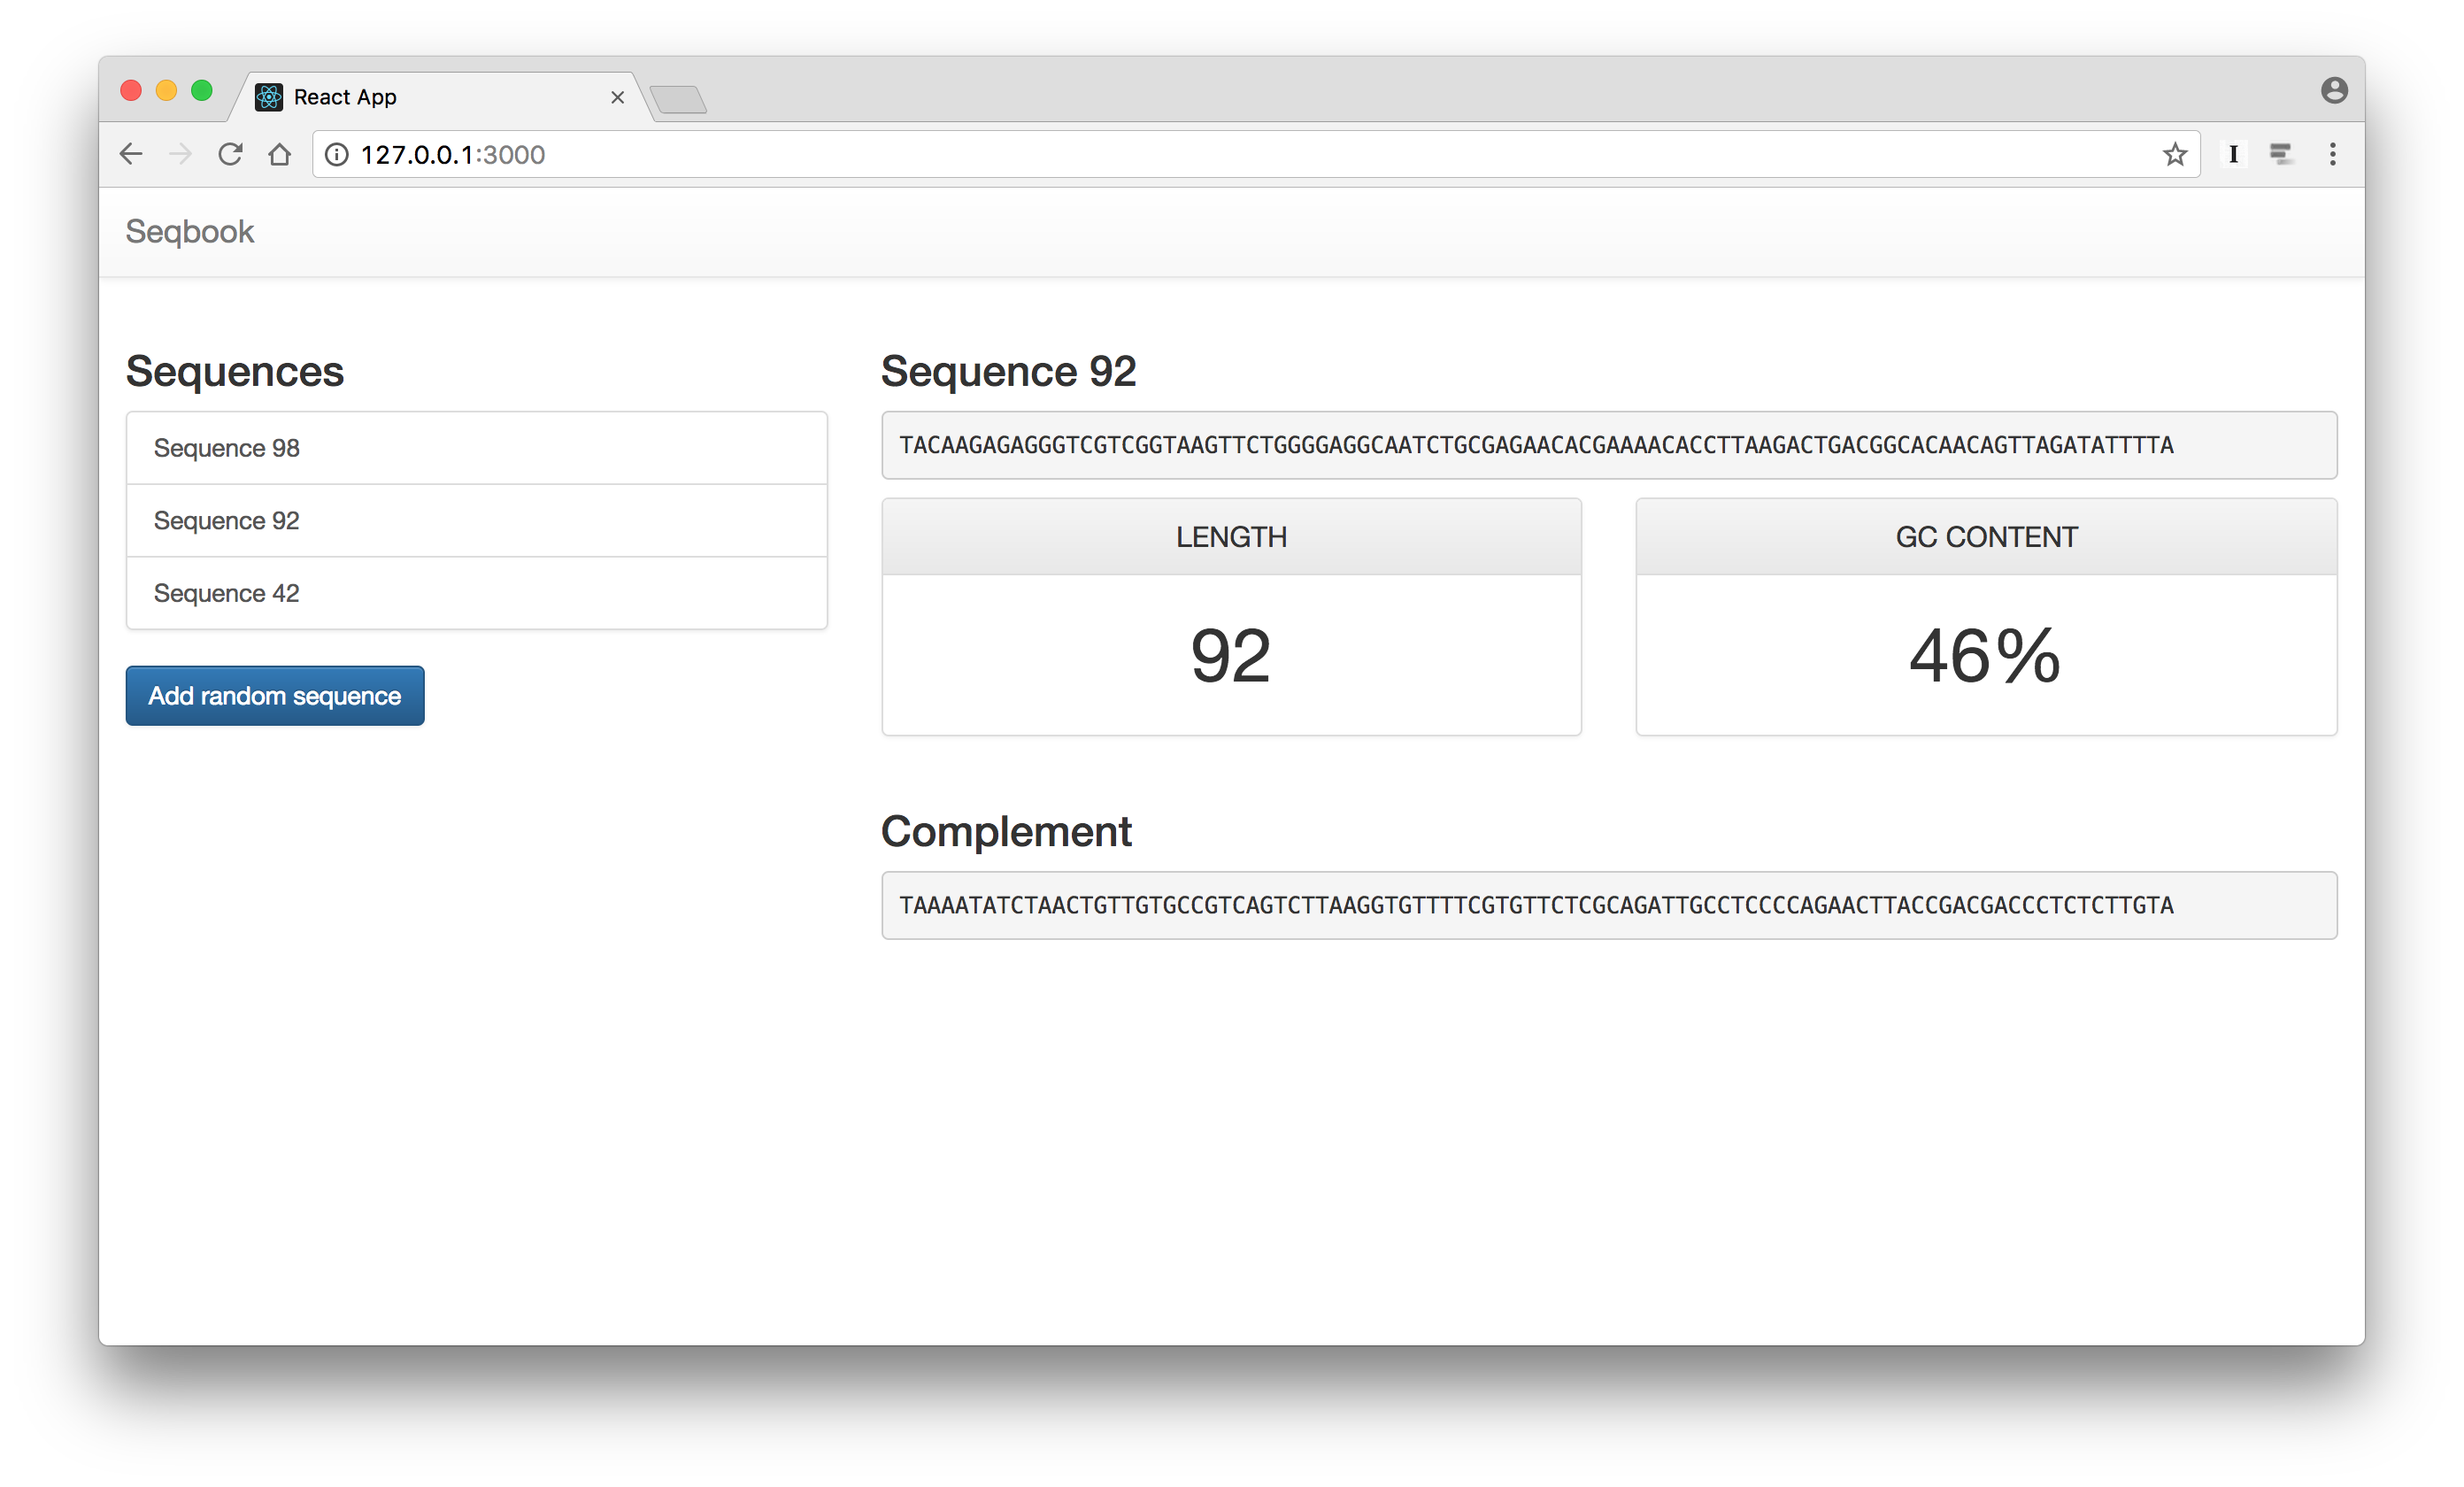 React App
127.0.0.1:3000
I
Seqbook
Sequences
Sequence 98
Sequence 92
Sequence 42
Add random sequence
Sequence 92
TACAAGAGAGGGTCGTCGGTAAGTTCTGGGGAGGCAATCTGCGAGAACACGAAAACACCTTAAGACTGACGGCACAACAGTTAGATATTTTA
LENGTH
92
GC CONTENT
46%
Complement
TAAAATATCTAACTGTTGTGCCGTCAGTCTTAAGGTGTTTTCGTGTTCTCGCAGATTGCCTCCCCAGAACTTACCGACGACCCTCTCTTGTA